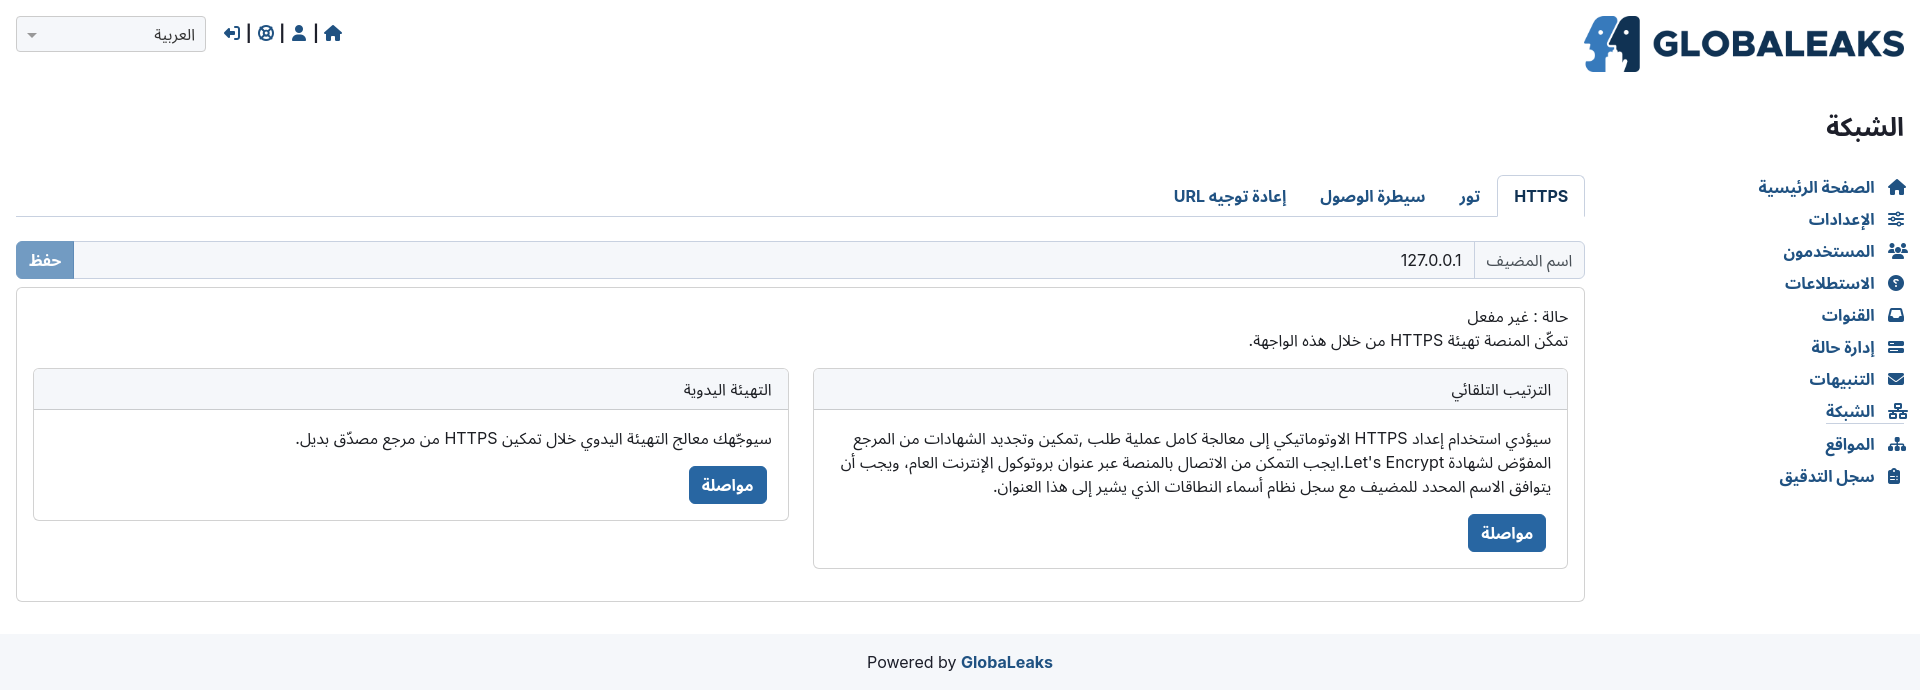 GLOBALEAKS
| | |
العربية
الشبكة
الصفحة الرئيسية
الإعدادات
المستخدمون
الاستطلاعات
القنوات
إدارة حالة
التنبيهات
الشبكة
المواقع
سجل التدقيق
HTTPS
تور
سيطرة الوصول
إعادة توجيه URL
اسم المضيف
127.0.0.1
حفظ
حالة : غير مفعل
تمكّن المنصة تهيئة HTTPS من خلال هذه الواجهة.
الترتيب التلقائي
سيؤدي استخدام إعداد HTTPS الاوتوماتيكي إلى معالجة كامل عملية طلب ,تمكين وتجديد الشهادات من المرجع
المفوّض لشهادة Let's Encrypt.ايجب التمكن من الاتصال بالمنصة عبر عنوان بروتوكول الإنترنت العام، ويجب أن
يتوافق الاسم المحدد للمضيف مع سجل نظام أسماء النطاقات الذي يشير إلى هذا العنوان.
مواصلة
التهيئة اليدوية
سيوجّهك معالج التهيئة اليدوي خلال تمكين HTTPS من مرجع مصدّق بديل.
مواصلة
Powered by GlobaLeaks